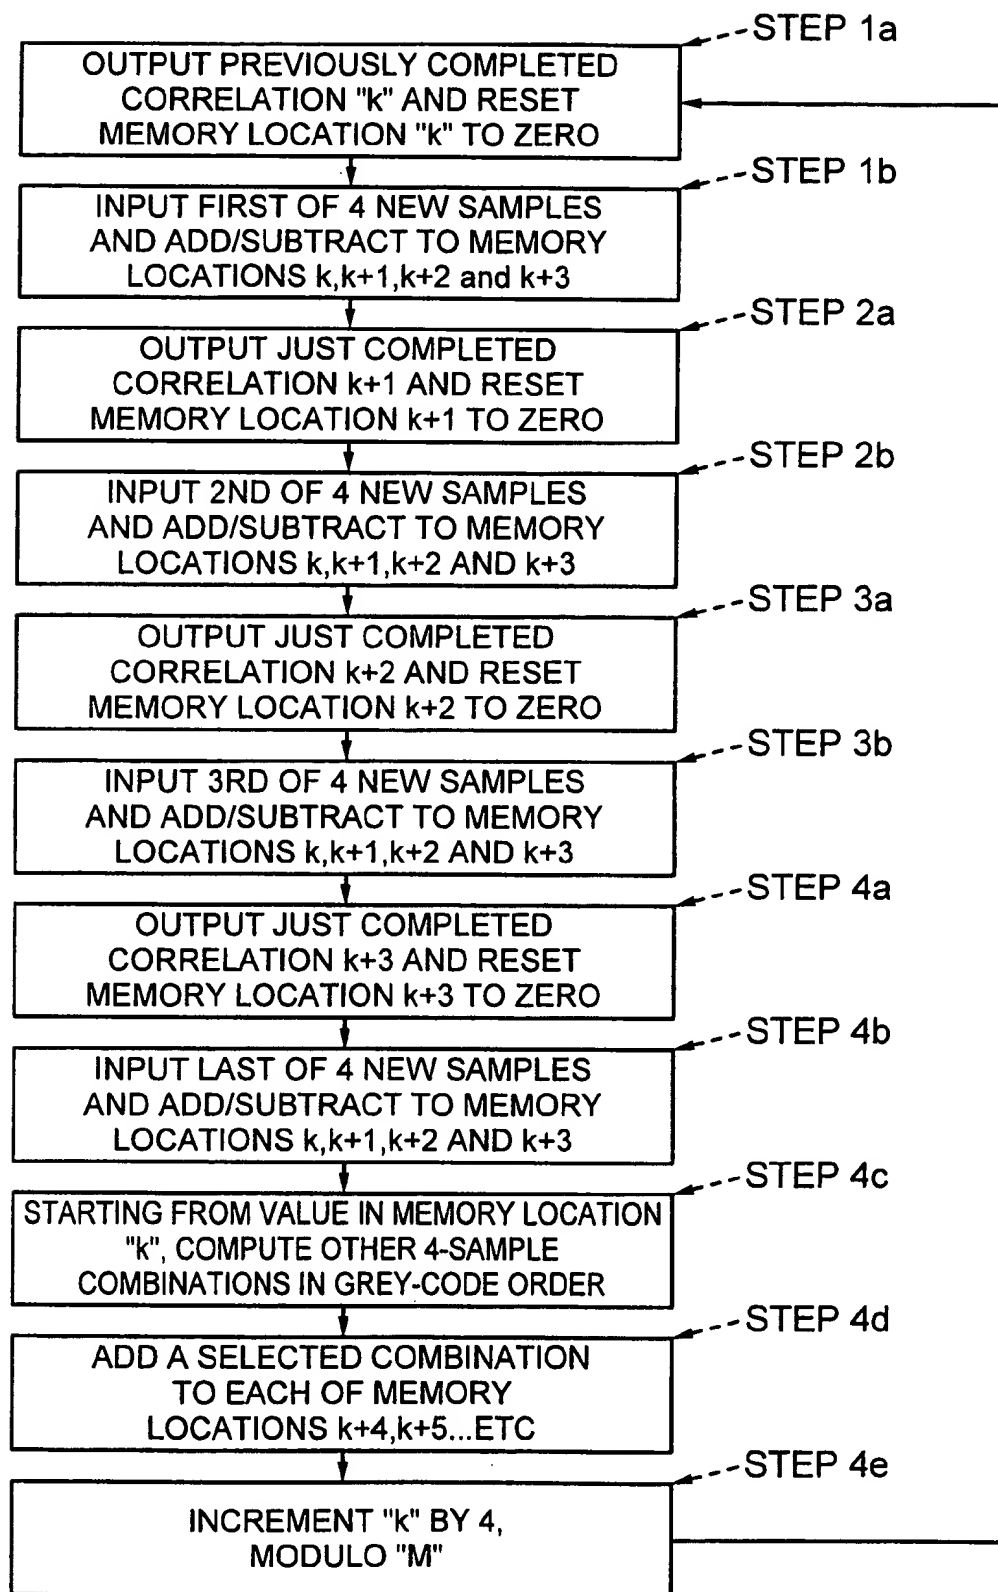 STEP 1a
OUTPUT PREVIOUSLY COMPLETED
CORRELATION "k" AND RESET
MEMORY LOCATION "k" TO ZERO
STEP 1b
INPUT FIRST OF 4 NEW SAMPLES
AND ADD/SUBTRACT TO MEMORY
LOCATIONS k,k+1,k+2 and k+3
STEP 2a
OUTPUT JUST COMPLETED
CORRELATION k+1 AND RESET
MEMORY LOCATION k+1 TO ZERO
STEP 2b
INPUT 2ND OF 4 NEW SAMPLES
AND ADD/SUBTRACT TO MEMORY
LOCATIONS k,k+1,k+2 AND k+3
STEP 3a
OUTPUT JUST COMPLETED
CORRELATION k+2 AND RESET
MEMORY LOCATION k+2 TO ZERO
STEP 3b
INPUT 3RD OF 4 NEW SAMPLES
AND ADD/SUBTRACT TO MEMORY
LOCATIONS k,k+1,k+2 AND k+3
STEP 4a
OUTPUT JUST COMPLETED
CORRELATION k+3 AND RESET
MEMORY LOCATION k+3 TO ZERO
STEP 4b
INPUT LAST OF 4 NEW SAMPLES
AND ADD/SUBTRACT TO MEMORY
LOCATIONS k,k+1,k+2 AND k+3
STEP 4c
STARTING FROM VALUE IN MEMORY LOCATION
"k", COMPUTE OTHER 4-SAMPLE
COMBINATIONS IN GREY-CODE ORDER
STEP 4d
ADD A SELECTED COMBINATION
TO EACH OF MEMORY
LOCATIONS k+4,k+5...ETC
STEP 4e
INCREMENT "k" BY 4,
MODULO "M"